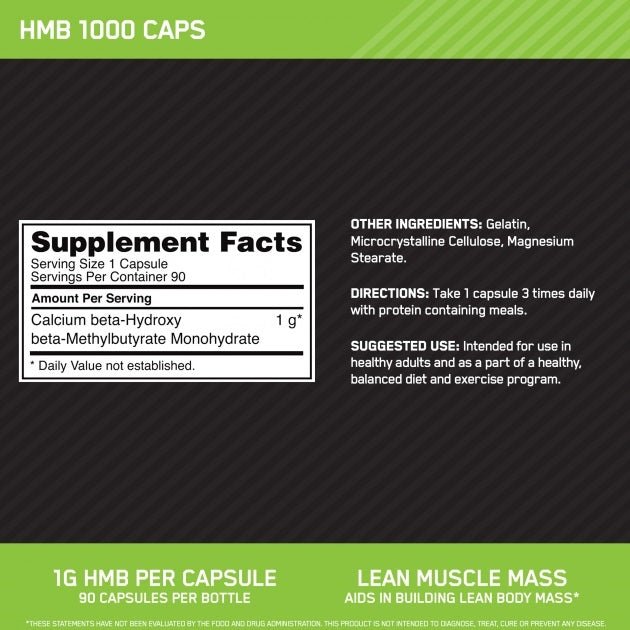 HMB 1000 CAPS
Supplement Facts
Serving Size 1 Capsule
Servings Per Container 90
Amount Per Serving
Calcium beta-Hydroxy 1 g*
beta-Methylbutyrate Monohydrate
* Daily Value not established.
OTHER INGREDIENTS: Gelatin,
Microcrystalline Cellulose, Magnesium
Stearate.
DIRECTIONS: Take 1 capsule 3 times daily
with protein containing meals.
SUGGESTED USE: Intended for use in
healthy adults and as a part of a healthy,
balanced diet and exercise program.
1G HMB PER CAPSULE
90 CAPSULES PER BOTTLE
LEAN MUSCLE MASS
AIDS IN BUILDING LEAN BODY MASS*
*THESE STATEMENTS HAVE NOT BEEN EVALUATED BY THE FOOD AND DRUG ADMINISTRATION. THIS PRODUCT IS NOT INTENDED TO DIAGNOSE, TREAT, CURE OR PREVENT ANY DISEASE.